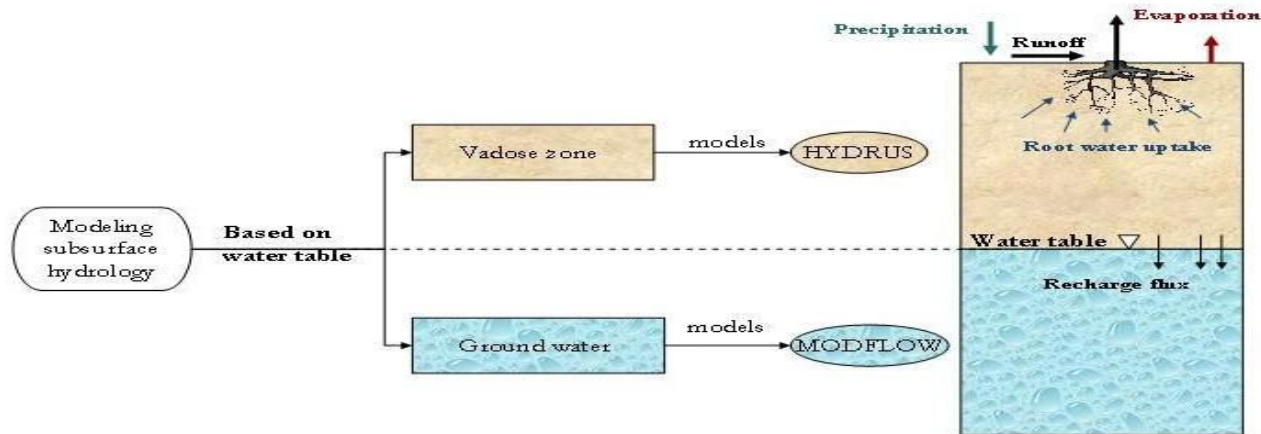 Evaporation
Precipitation
Runoff
Vadose zone
models
HYDRUS
Root water uptake
Modeling
subsurface
hydrology
Based on
water table
Water table
Recharge flux
Ground water
models
MODFLOW